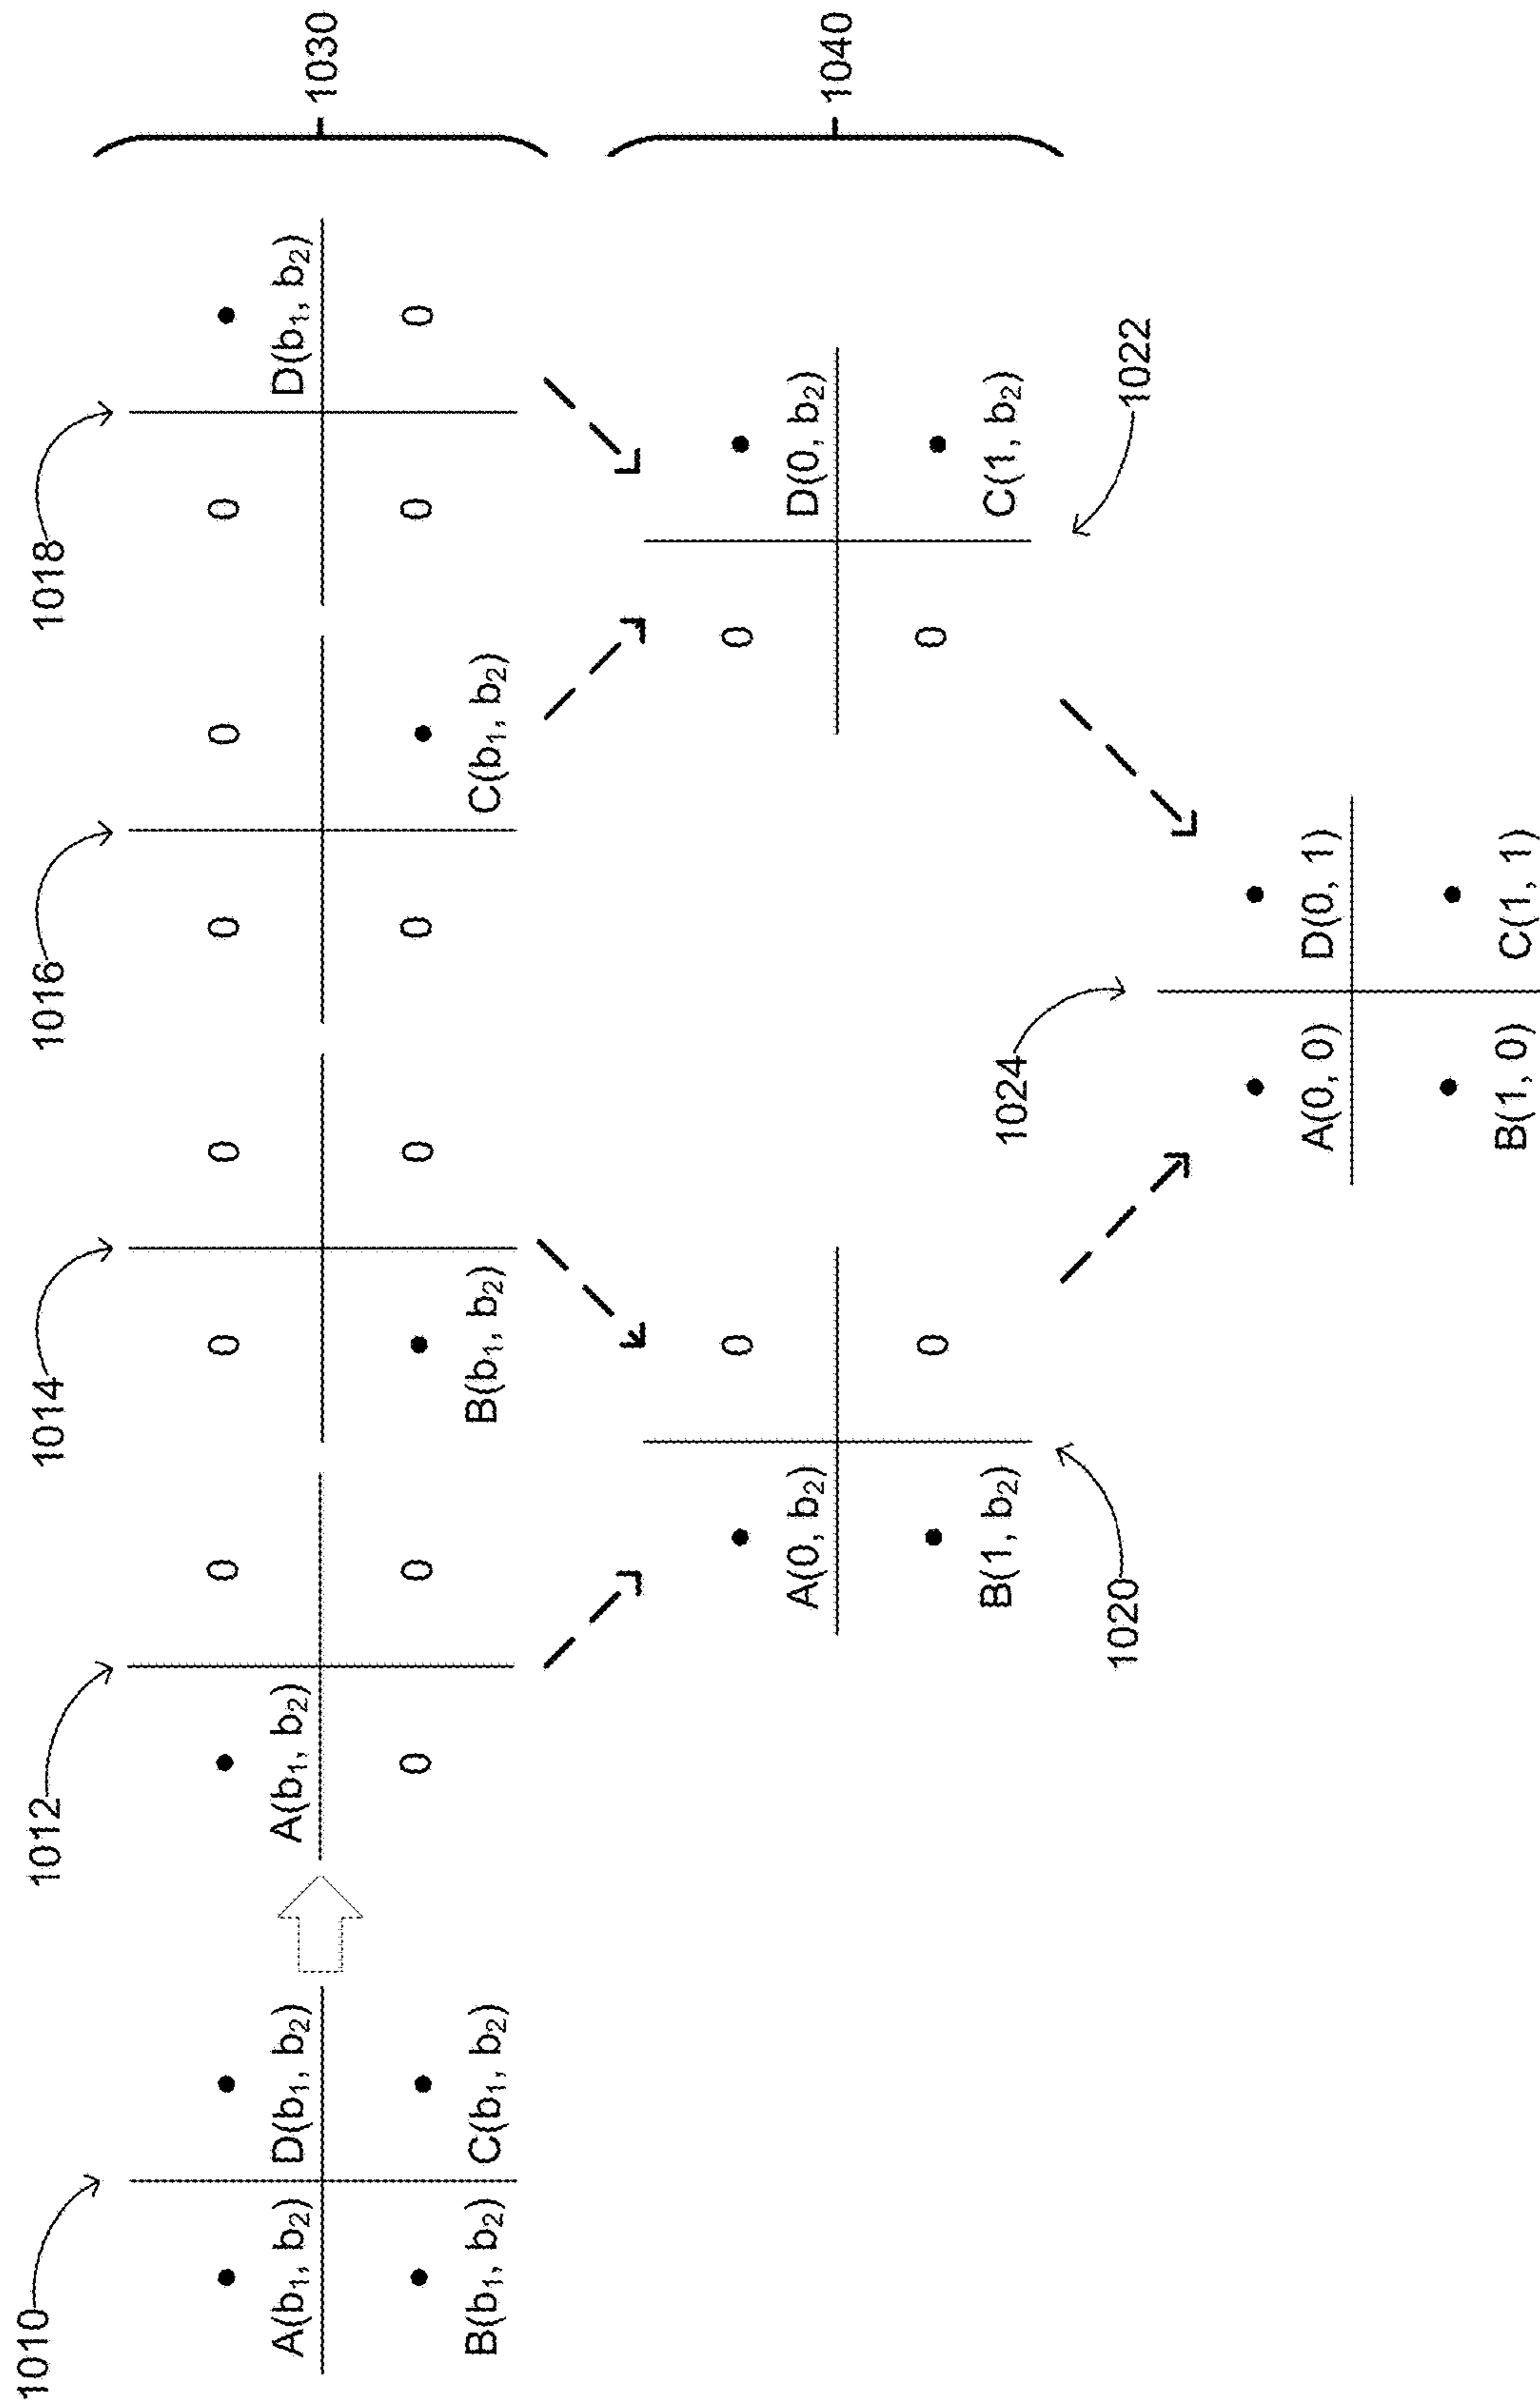 1010
1012
1014
1016
1018
0
0
0
0
0
0
A(b₁, b₂)
D(b₁, b₂)
A(b₁, b₂)
D(b₁, b₂)
1030
0
0
0
0
0
0
B(b₁, b₂)
C(b₁, b₂)
B(b₁, b₂)
C(b₁, b₂)
0
0
A(0, b₂)
D(0, b₂)
1040
0
0
B(1, b₂)
C(1, b₂)
1020
1024
1022
A(0, 0)
D(0, 1)
B(1, 0)
C(1, 1)